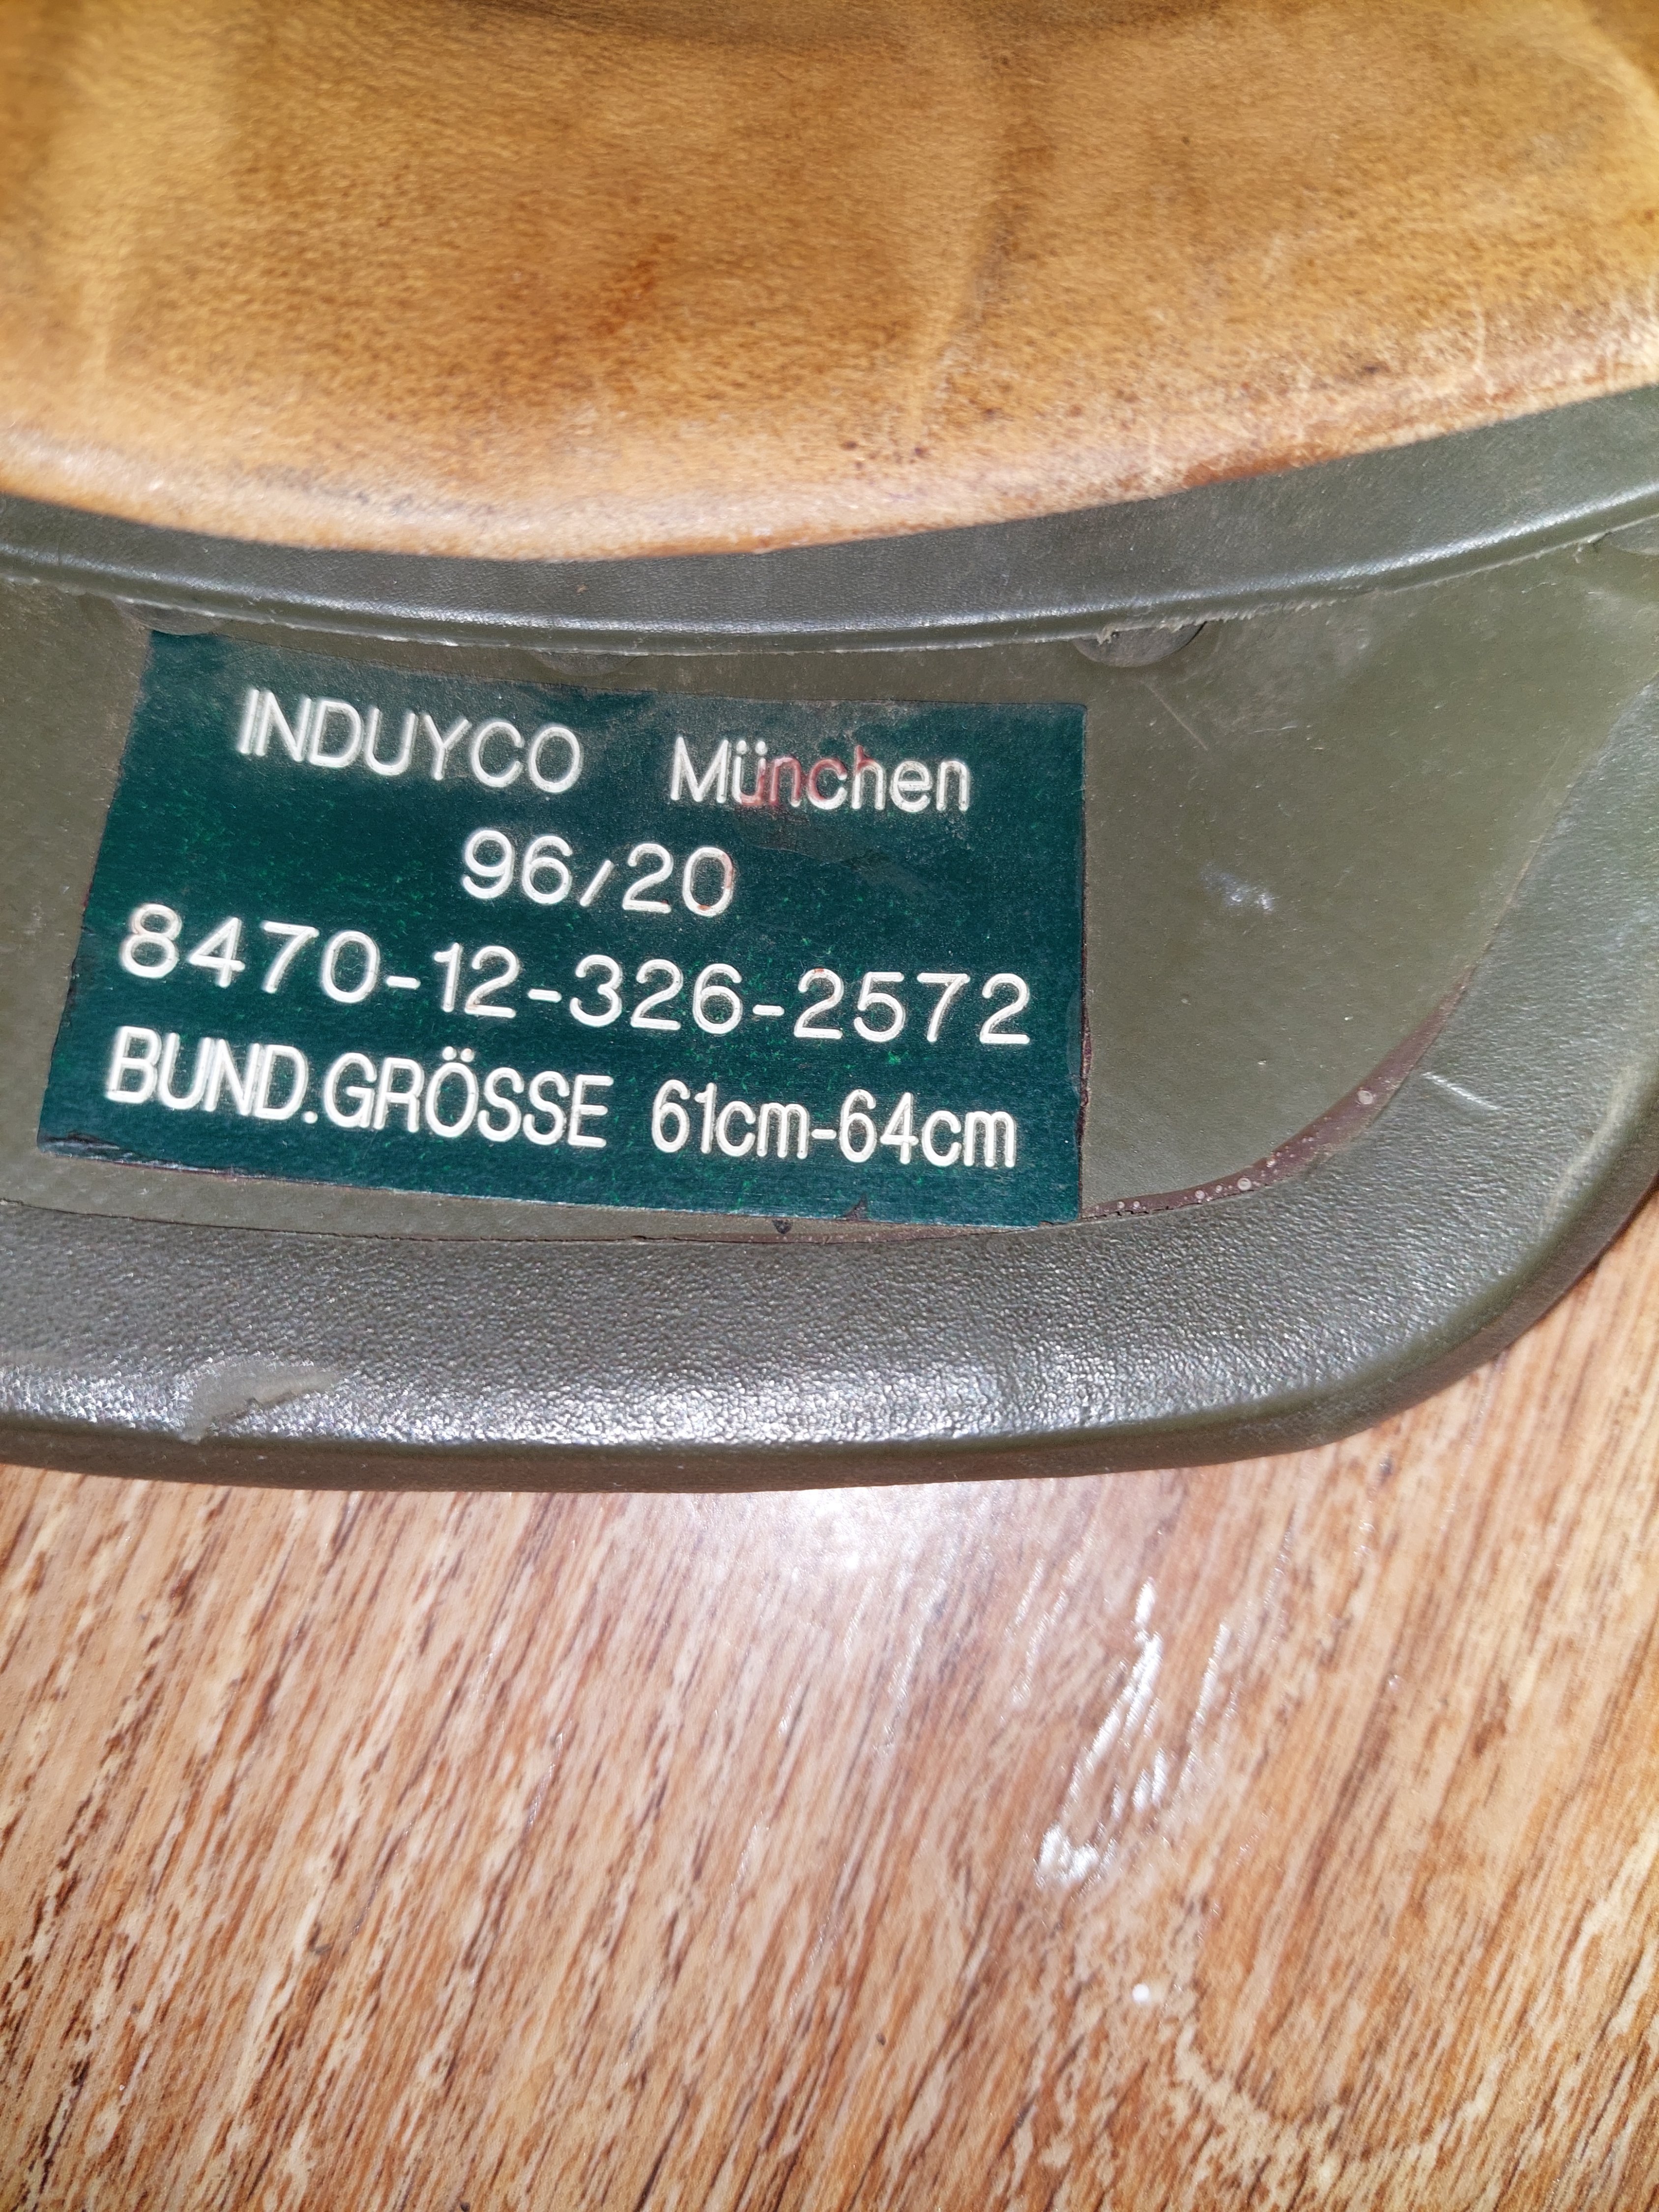 INDUYCO München
96/20
8470-12-326-2572
BUND.GRÖSSE 61cm-64cm